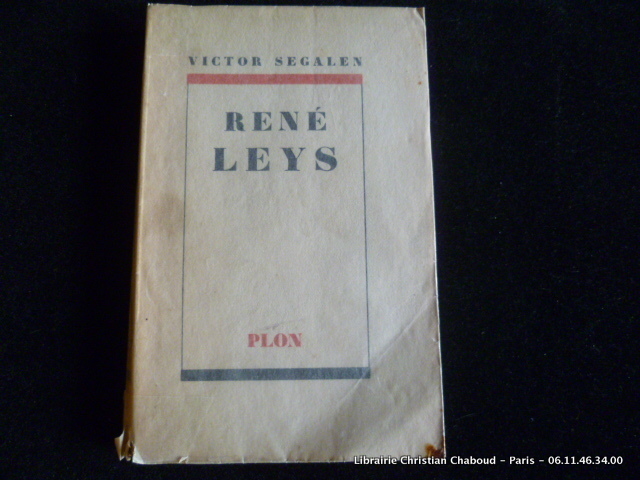 VICTOR SEGALEN
RENÉ
LEYS
PLON
Librairie Christian Chaboud - Paris - 06.11.46.34.00